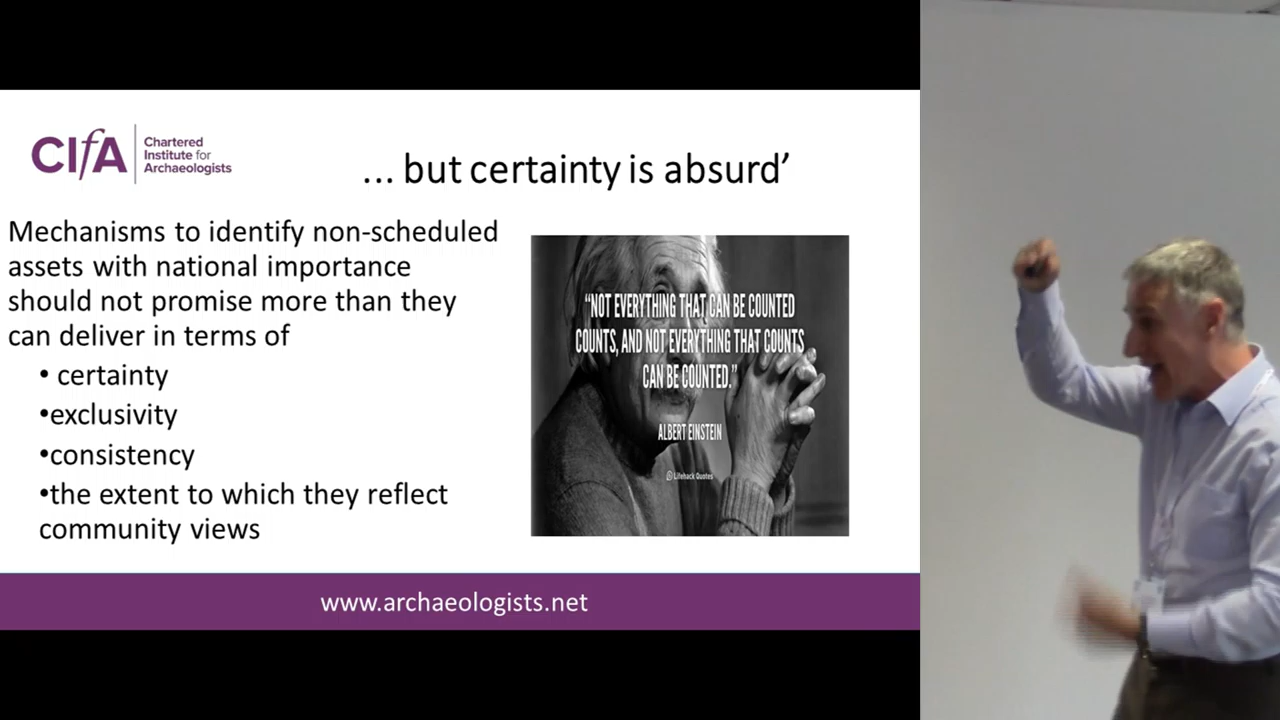 CIfA
Chartered
Institute for
Archaeologists
... but certainty is absurd’
Mechanisms to identify non-scheduled
assets with national importance
should not promise more than they
can deliver in terms of
• certainty
•exclusivity
•consistency
•the extent to which they reflect
community views
“NOT EVERYTHING THAT CAN BE COUNTED
COUNTS, AND NOT EVERYTHING THAT COUNTS
CAN BE COUNTED.”
ALBERT EINSTEIN
Lifehack Quotes
www.archaeologists.net